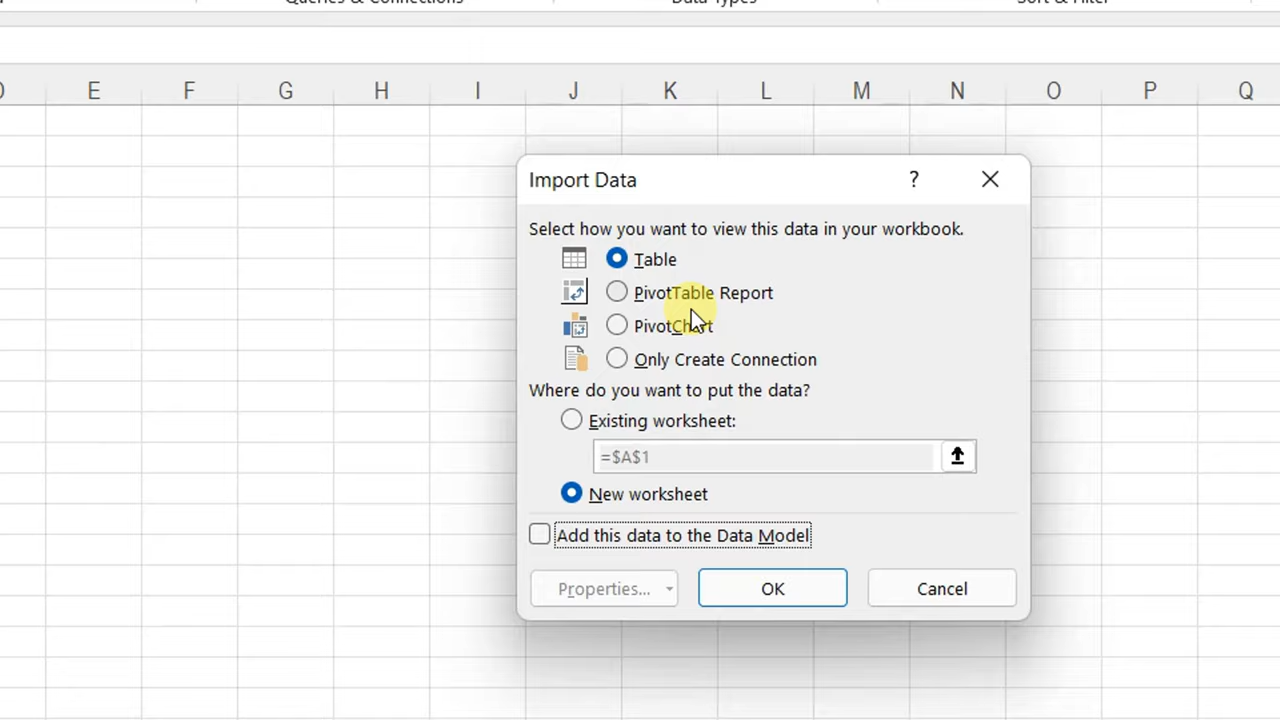 Queries & Connections Data Types Sort & Filter
E F G H I J K L M N O P Q
Import Data ?
Select how you want to view this data in your workbook.
Table
PivotTable Report
PivotChart
Only Create Connection
Where do you want to put the data?
Existing worksheet:
=$A$1
New worksheet
Add this data to the Data Model
Properties... OK Cancel